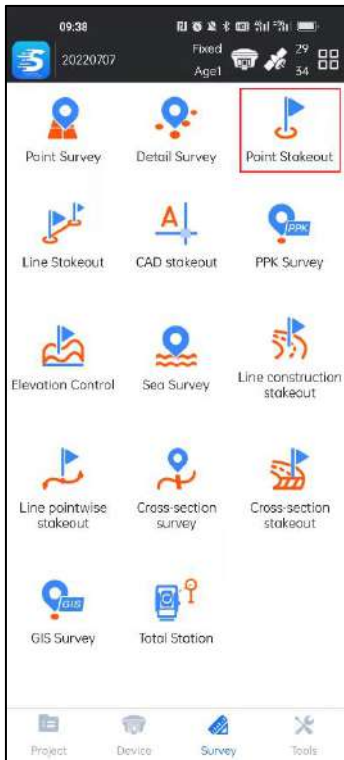 09:38
20220707
Fixed
Age1
29
34
Point Survey
Detail Survey
Point Stakeout
Line Stakeout
CAD stakeout
PPK Survey
Elevation Control
Sea Survey
Line construction
stakeout
Line pointwise
stakeout
Cross-section
survey
Cross-section
stakeout
GIS Survey
Total Station
Project
Device
Survey
Tools